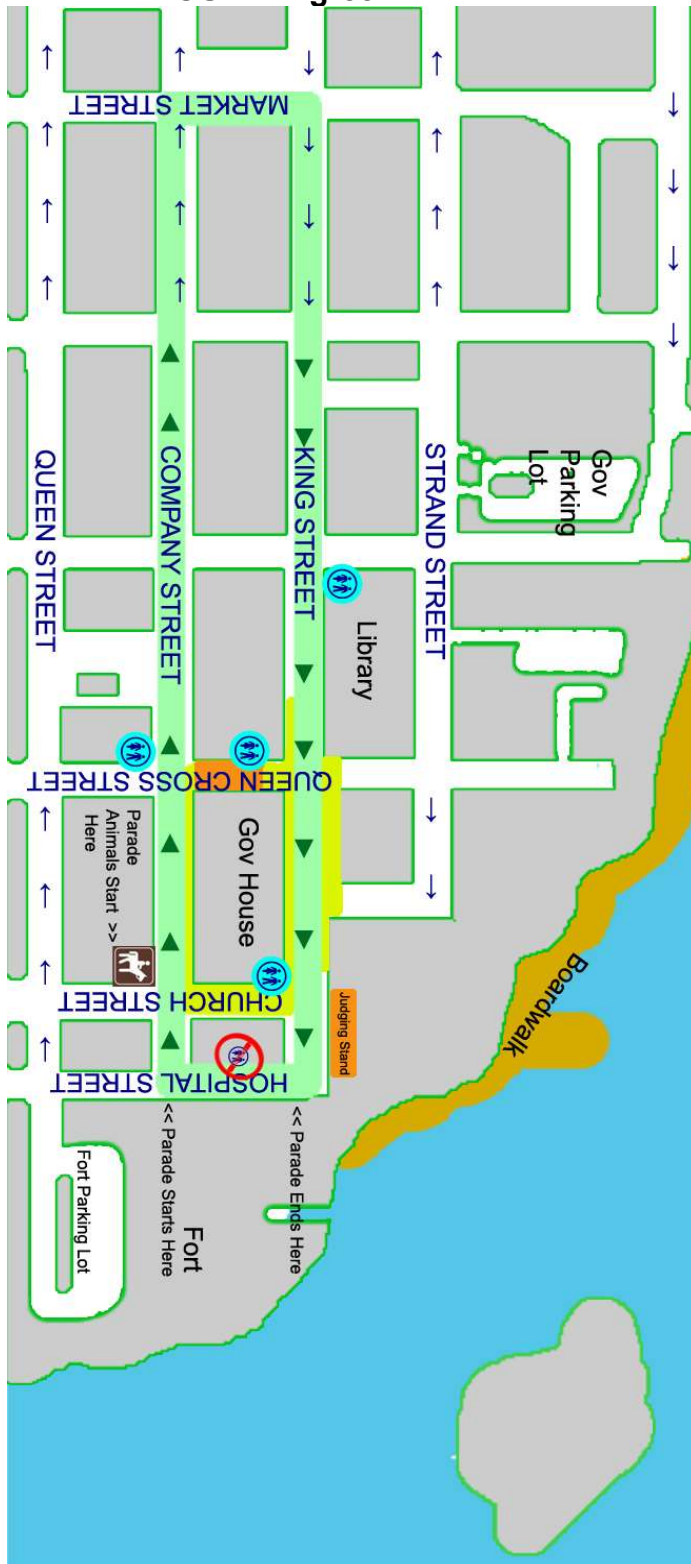 MARKET STREET
QUEEN STREET
COMPANY STREET
KING STREET
STRAND STREET
Gov
Parking
Lot
Library
QUEEN CROSS STREET
Parade
Animals Start >>
Here
Gov House
CHURCH STREET
Judging Stand
Boardwalk
HOSPITAL STREET
<< Parade Starts Here
<< Parade Ends Here
Fort
Fort Parking Lot